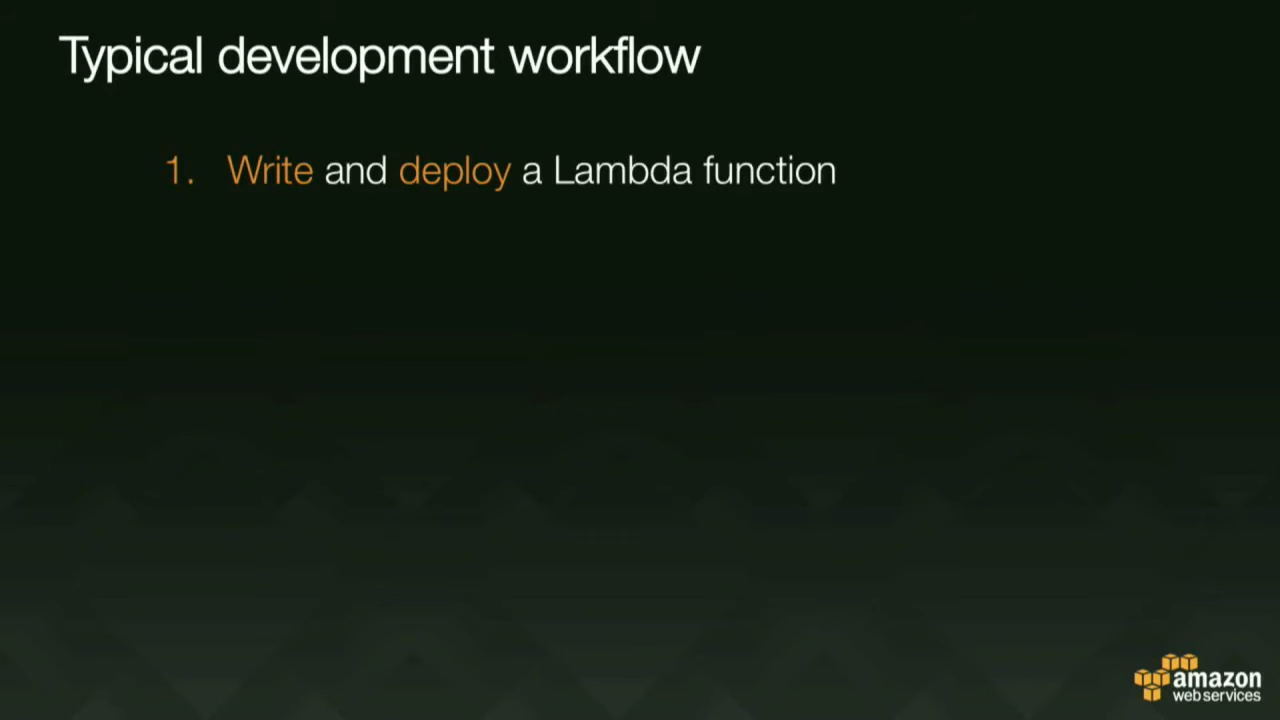 Typical development workflow
1. Write and deploy a Lambda function
amazon
web services